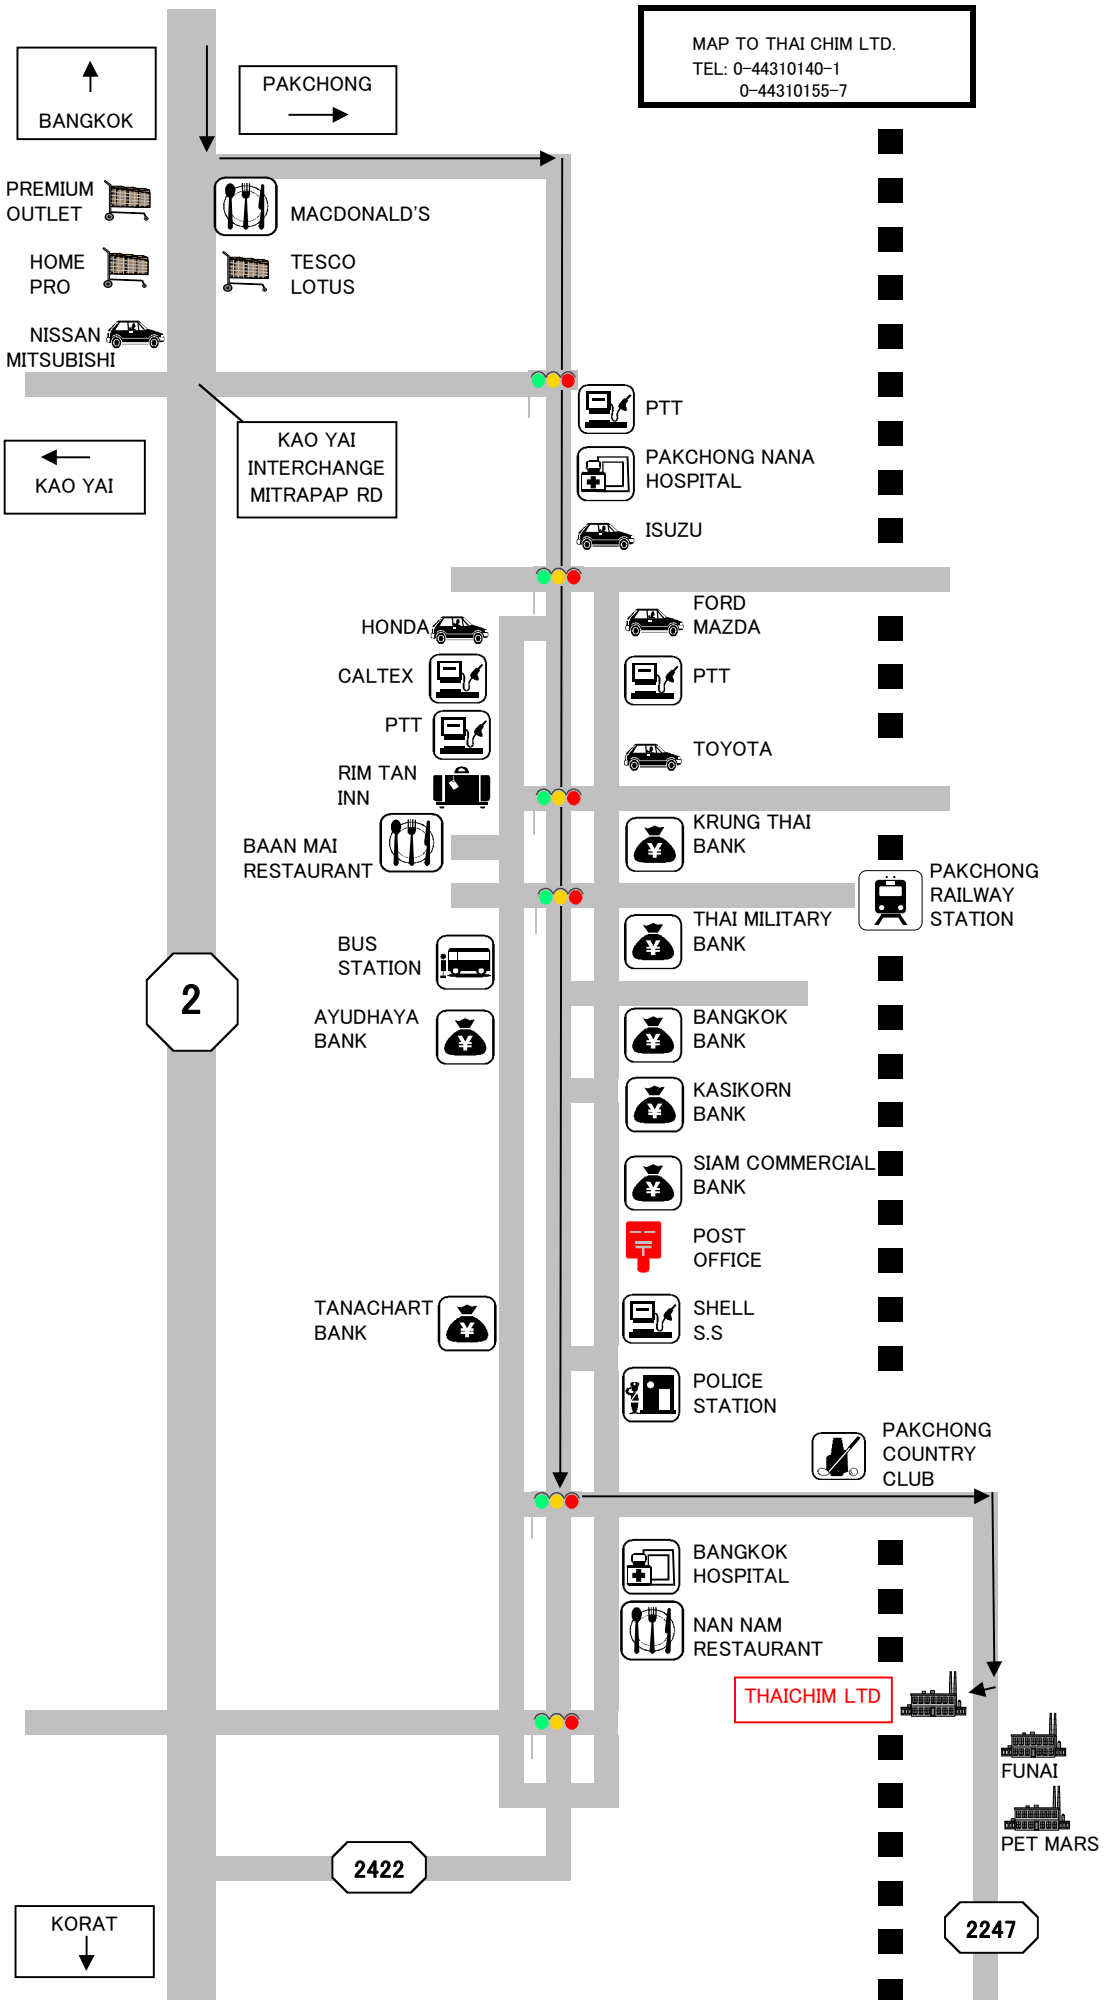 MAP TO THAI CHIM LTD.
TEL: 0-44310140-1
0-44310155-7
BANGKOK
PAKCHONG
PREMIUM
OUTLET
MACDONALD'S
HOME
PRO
TESCO
LOTUS
NISSAN
MITSUBISHI
KAO YAI
INTERCHANGE
MITRAPAP RD
KAO YAI
PTT
PAKCHONG NANA
HOSPITAL
ISUZU
HONDA
FORD
MAZDA
CALTEX
PTT
PTT
TOYOTA
RIM TAN
INN
BAAN MAI
RESTAURANT
KRUNG THAI
BANK
¥
PAKCHONG
RAILWAY
STATION
THAI MILITARY
BANK
¥
BUS
STATION
2
AYUDHAYA
BANK
¥
BANGKOK
BANK
¥
KASIKORN
BANK
¥
SIAM COMMERCIAL
BANK
¥
POST
OFFICE
〒
TANACHART
BANK
¥
SHELL
S.S
POLICE
STATION
PAKCHONG
COUNTRY
CLUB
BANGKOK
HOSPITAL
NAN NAM
RESTAURANT
THAICHIM LTD
FUNAI
PET MARS
2422
KORAT
2247